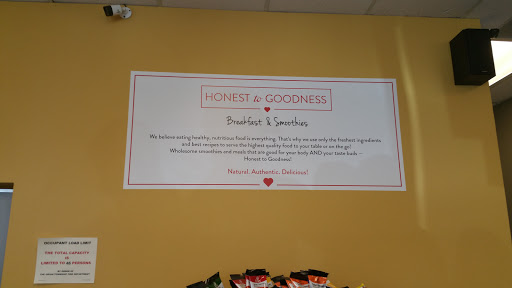 HONEST to GOODNESS
Breakfast & Smoothies
We believe eating healthy, nutritious food is everything. That's why we use only the freshest ingredients
and best recipes to serve the highest quality food to your table or on the go!
Wholesome smoothies and meals that are good for your body AND your taste buds —
Honest to Goodness!
Natural. Authentic. Delicious!
OCCUPANT LOAD LIMIT
THE TOTAL CAPACITY
IS
LIMITED TO 45 PERSONS